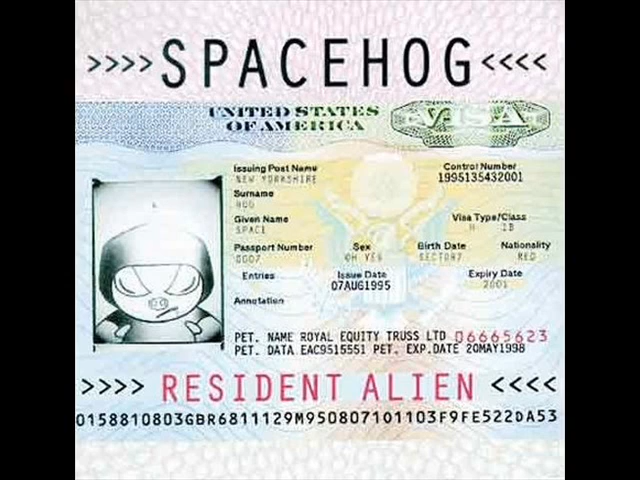 >>>> SPACEHOG <<<<
UNITED STATES
OF AMERICA
VISA
Issuing Post Name
NEW YORKSHIRE
Control Number
1995135432001
Surname
HOG
Given Name
SPACE
Visa Type/Class
H 1B
Passport Number
0007
Sex
OH YES
Birth Date
SECTOR7
Nationality
RED
Entries
Issue Date
07AUG1995
Expiry Date
2001
Annotation
PET. NAME ROYAL EQUITY TRUSS LTD 06665623
PET. DATA EAC9515551 PET. EXP.DATE 20MAY1998
>>>> RESIDENT ALIEN <<<<
0158810803GBR6811129M950807101103F9FE522DA53